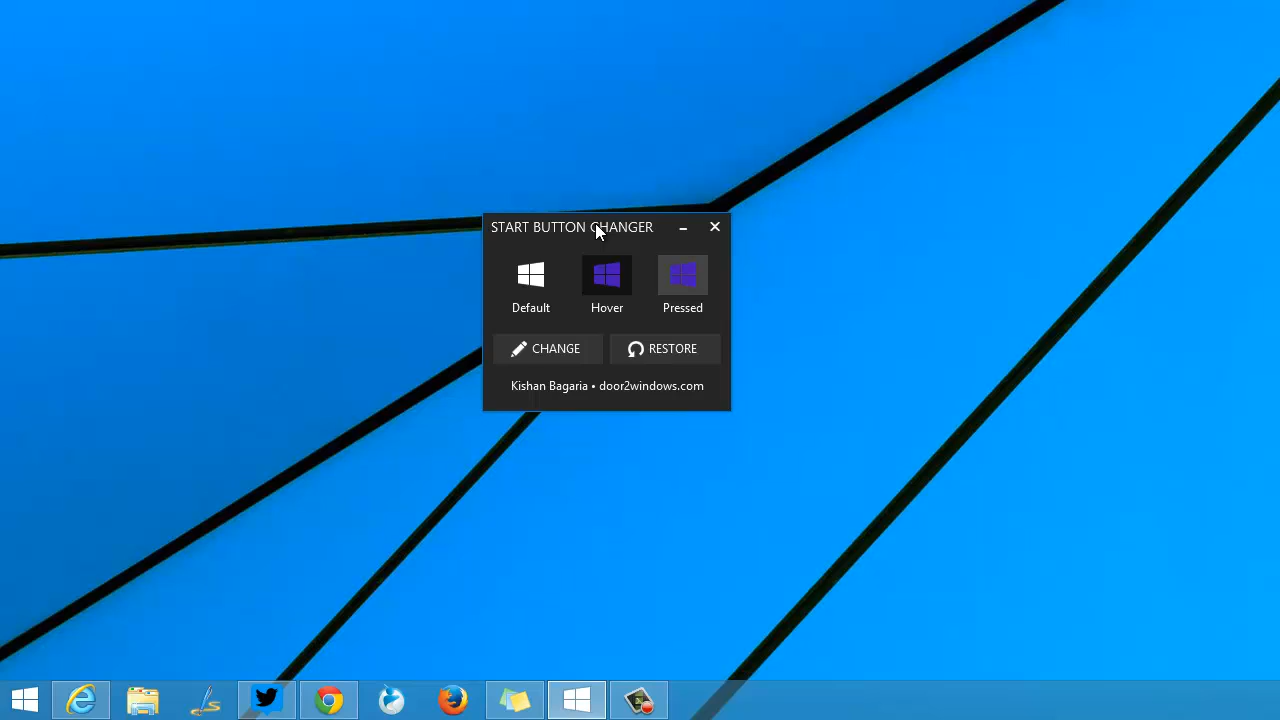 START BUTTON CHANGER
Default Hover Pressed
CHANGE RESTORE
Kishan Bagaria • door2windows.com